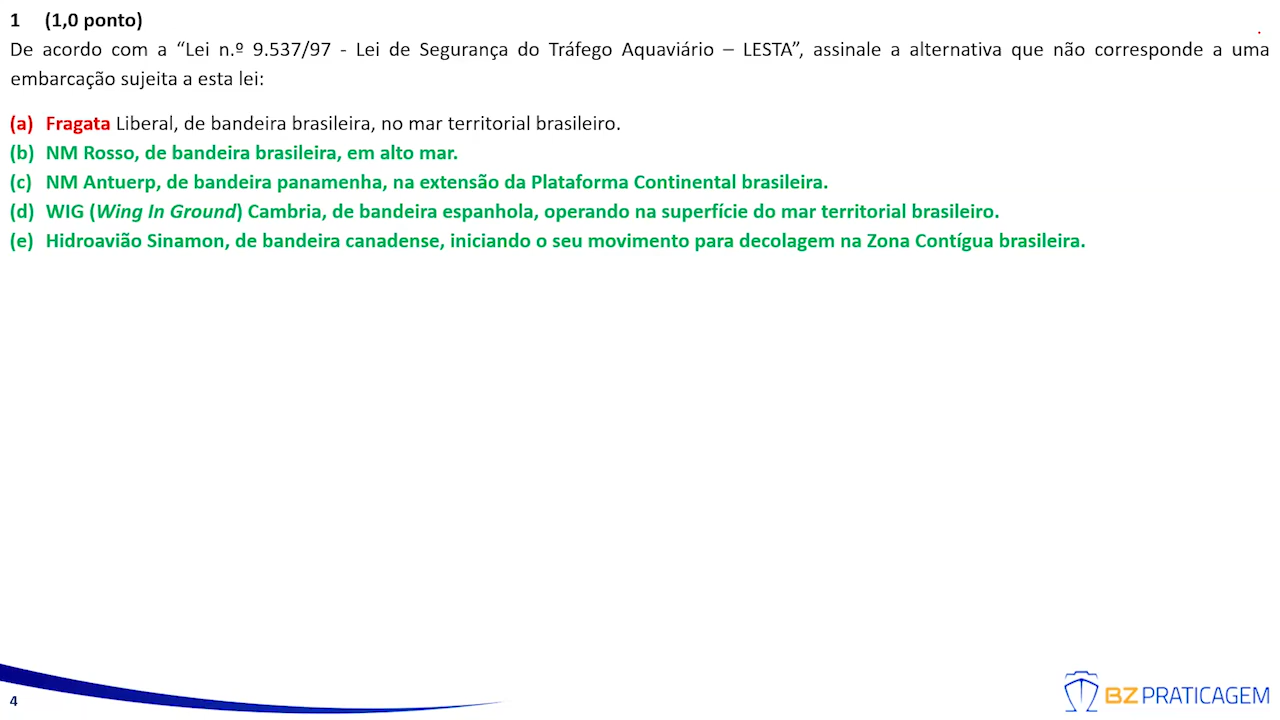 1 (1,0 ponto)
De acordo com a “Lei n.º 9.537/97 - Lei de Segurança do Tráfego Aquaviário – LESTA”, assinale a alternativa que não corresponde a uma
embarcação sujeita a esta lei:
(a) Fragata Liberal, de bandeira brasileira, no mar territorial brasileiro.
(b) NM Rosso, de bandeira brasileira, em alto mar.
(c) NM Antuerp, de bandeira panamenha, na extensão da Plataforma Continental brasileira.
(d) WIG (Wing In Ground) Cambria, de bandeira espanhola, operando na superfície do mar territorial brasileiro.
(e) Hidroavião Sinamon, de bandeira canadense, iniciando o seu movimento para decolagem na Zona Contígua brasileira.
4
BZPRATICAGEM